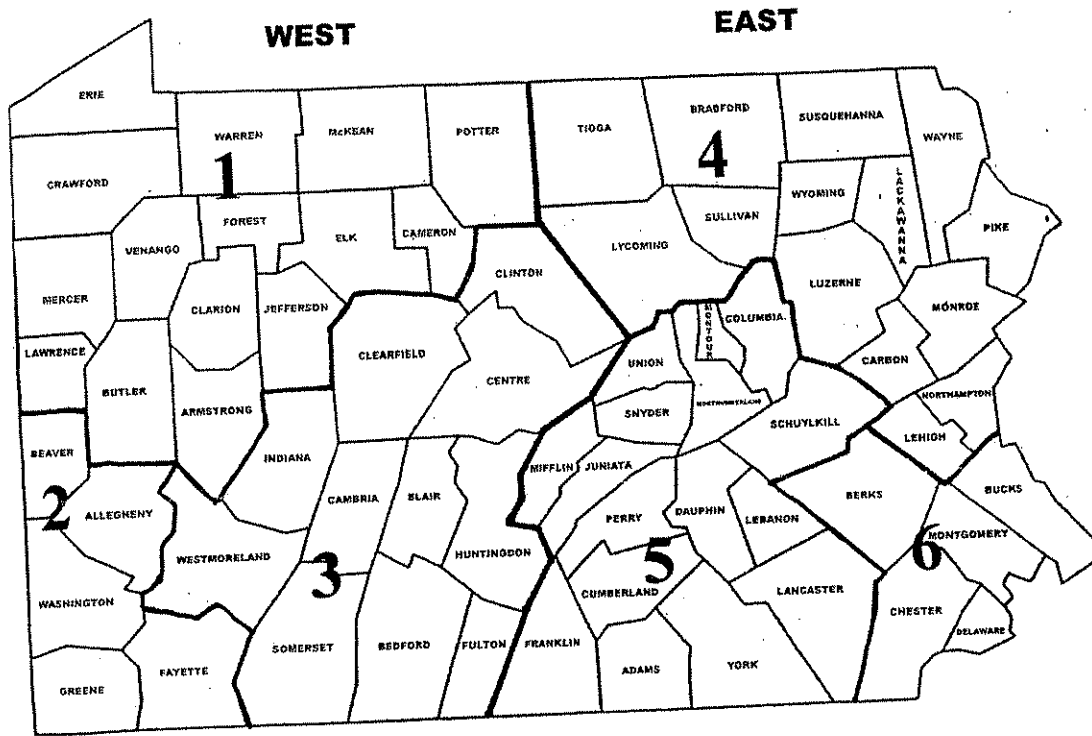 WEST
EAST
ERIE
WARREN
McKEAN
POTTER
TIOGA
BRADFORD
SUSQUEHANNA
WAYNE
CRAWFORD
1
4
WYOMING
LACKAWANNA
FOREST
ELK
CAMERON
SULLIVAN
PIKE
VENANGO
LYCOMING
CLINTON
MERCER
CLARION
JEFFERSON
LUZERNE
MONROE
LAWRENCE
CLEARFIELD
MONTOUR
COLUMBIA
BUTLER
CENTRE
UNION
CARBON
ARMSTRONG
SNYDER
NORTHUMBERLAND
NORTHAMPTON
SCHUYLKILL
LEHIGH
BEAVER
INDIANA
MIFFLIN
JUNIATA
2
ALLEGHENY
CAMBRIA
BLAIR
BERKS
BUCKS
PERRY
DAUPHIN
LEBANON
WESTMORELAND
3
HUNTINGDON
5
6
MONTGOMERY
WASHINGTON
CUMBERLAND
LANCASTER
CHESTER
SOMERSET
BEDFORD
FULTON
FRANKLIN
DELAWARE
GREENE
FAYETTE
ADAMS
YORK